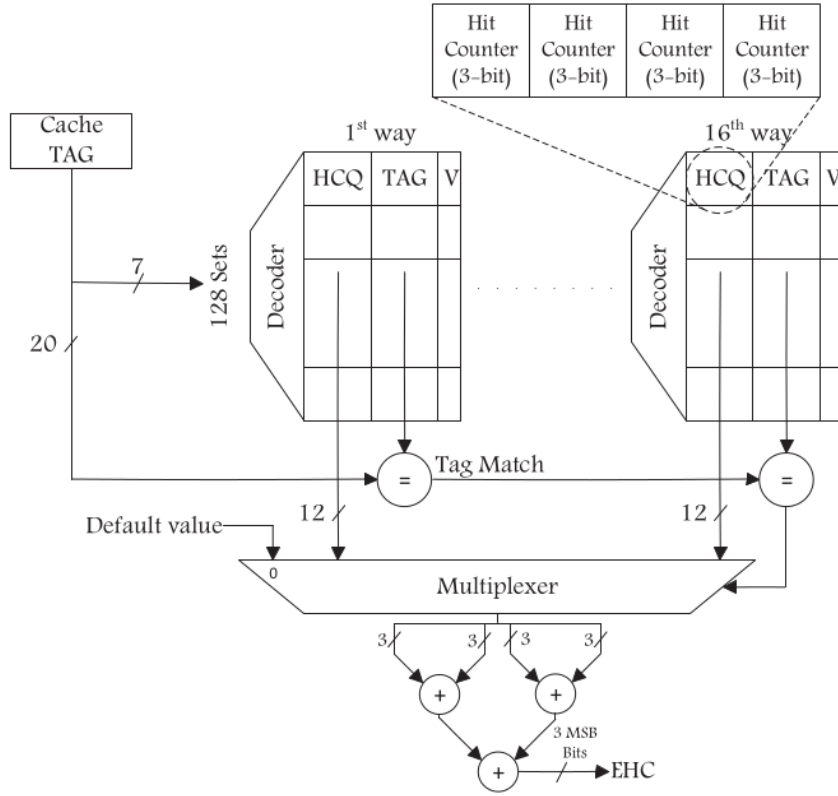 Hit Counter (3-bit)
Hit Counter (3-bit)
Hit Counter (3-bit)
Hit Counter (3-bit)
Cache TAG
1st way
16th way
HCQ TAG V
HCQ TAG V
7
128 Sets
Decoder
. . . . . . . . .
Decoder
20
=
Tag Match
=
12
12
Default value
0
Multiplexer
3 3 3 3
+ +
3 MSB Bits
+
EHC